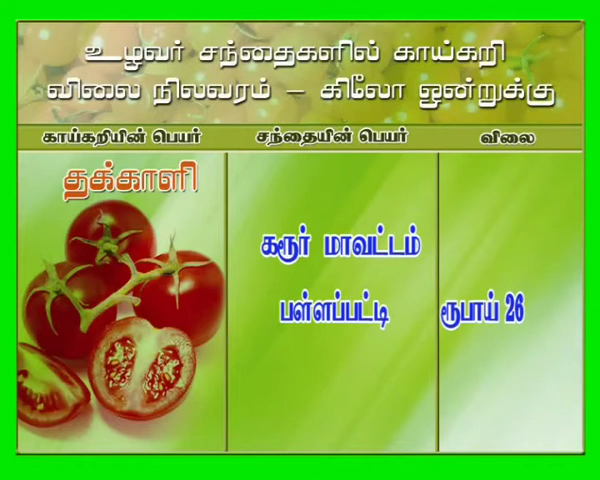 உழவர் சந்தைகளில் காய்கறி
விலை நிலவரம் – கிலோ ஒன்றுக்கு
காய்கறியின் பெயர் சந்தையின் பெயர் விலை
தக்காளி
கரூர் மாவட்டம்
பள்ளப்பட்டி ரூபாய் 26